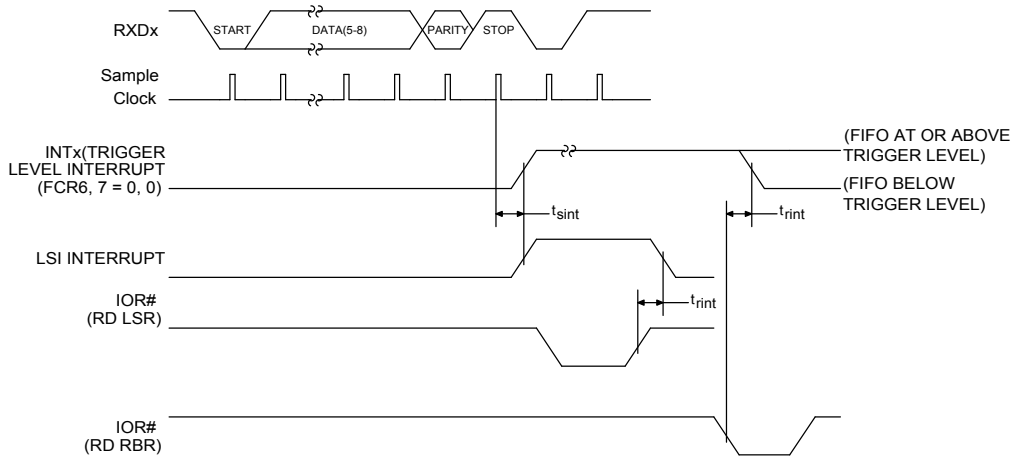 RXDx
START
DATA(5-8)
PARITY
STOP
Sample
Clock
INTx(TRIGGER
LEVEL INTERRUPT
(FCR6, 7 = 0, 0)
(FIFO AT OR ABOVE
TRIGGER LEVEL)
(FIFO BELOW
TRIGGER LEVEL)
tsint
trint
LSI INTERRUPT
IOR#
(RD LSR)
trint
IOR#
(RD RBR)